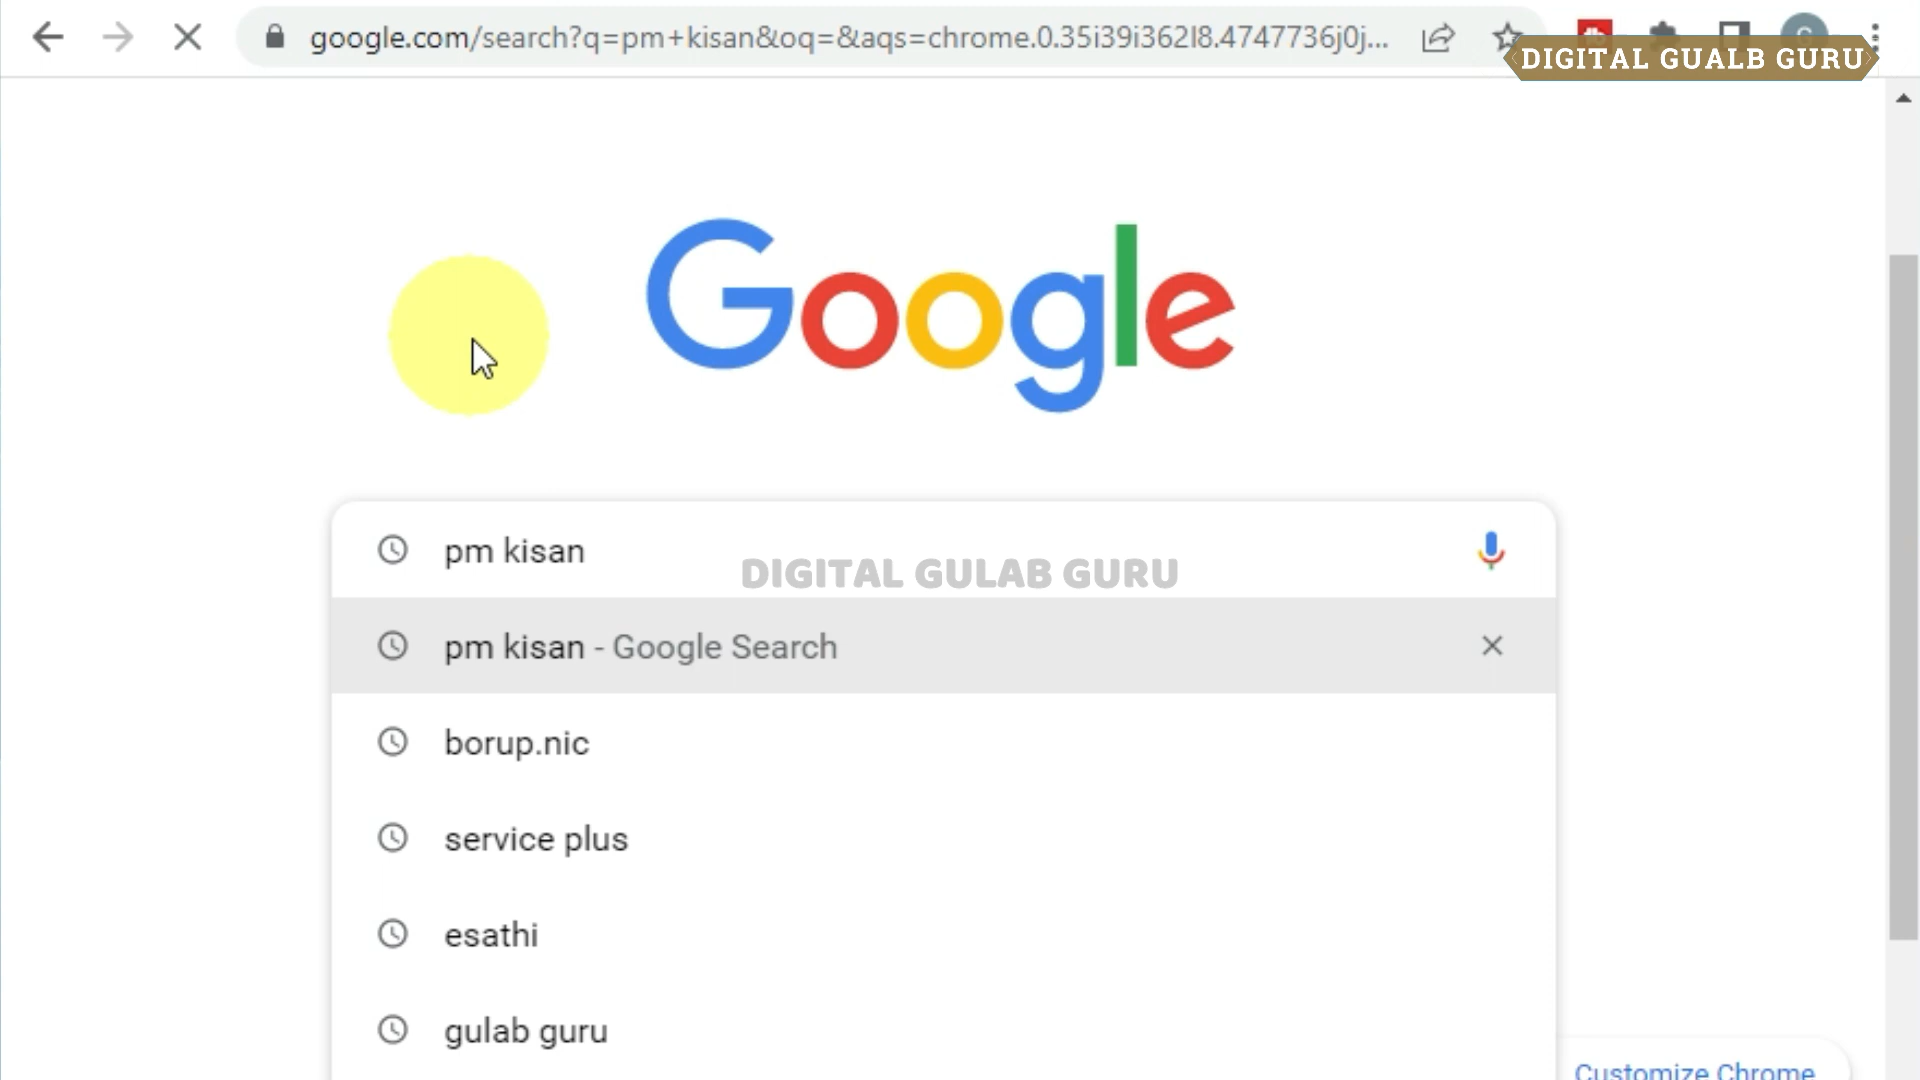 google.com/search?q=pm+kisan&oq=&aqs=chrome.0.35i39i362l8.4747736j0j...
DIGITAL GUALB GURU
Google
pm kisan
DIGITAL GULAB GURU
pm kisan - Google Search
borup.nic
service plus
esathi
gulab guru
Customize Chrome